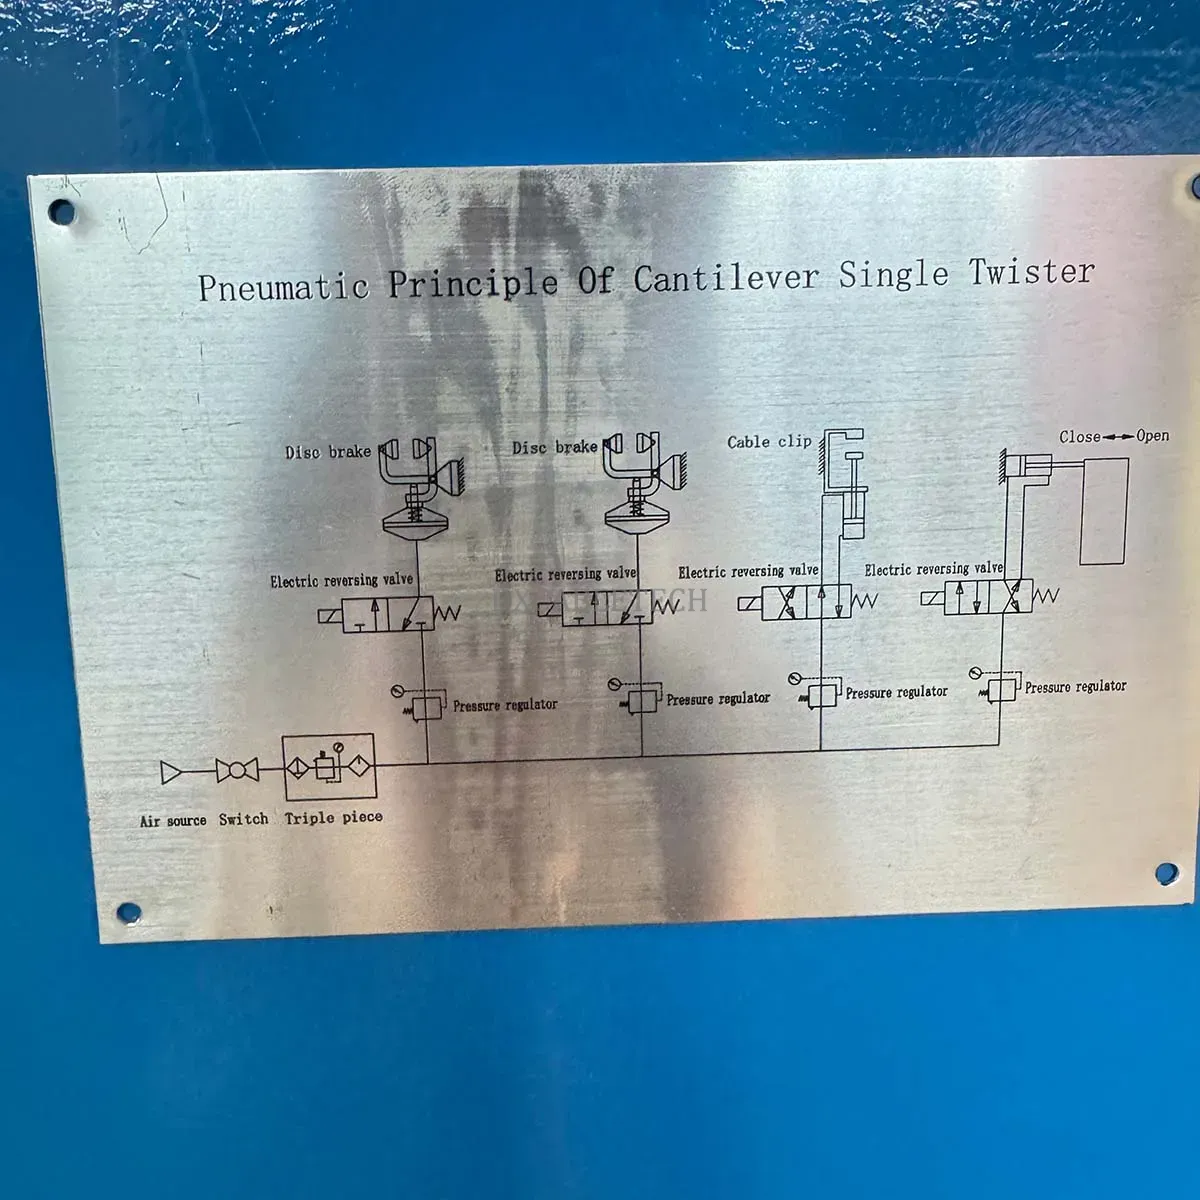 Pneumatic Principle Of Cantilever Single Twister
Disc brake
Disc brake
Cable clip
Close Open
Electric reversing valve
Electric reversing valve
Electric reversing valve
Electric reversing valve
Pressure regulator
Pressure regulator
Pressure regulator
Pressure regulator
Air source Switch Triple piece